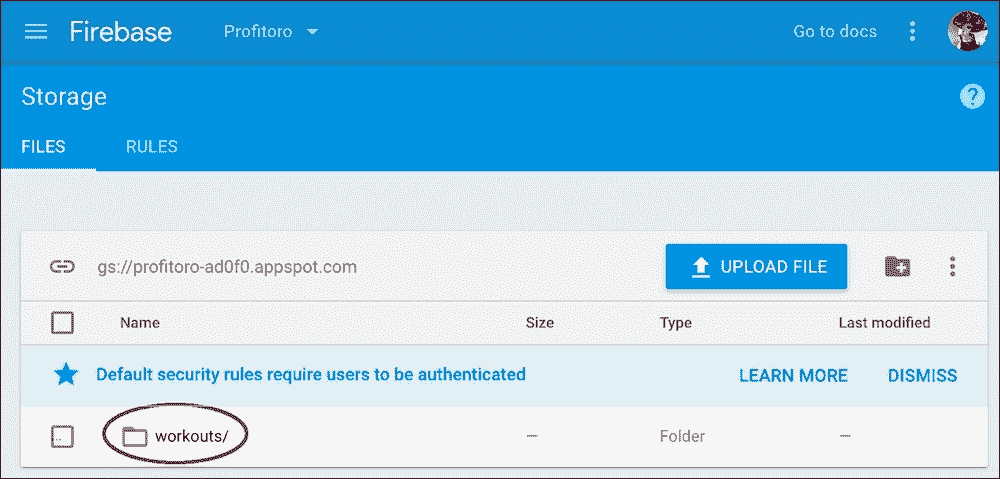 Firebase Profitoro Go to docs
Storage
FILES RULES
gs://profitoro-ad0f0.appspot.com UPLOAD FILE
Name Size Type Last modified
Default security rules require users to be authenticated LEARN MORE DISMISS
workouts/ – Folder –